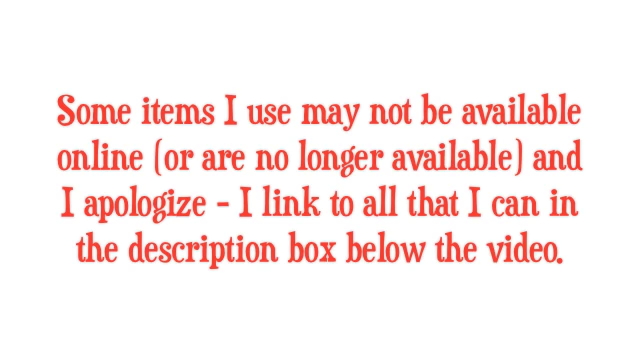 Some items I use may not be available
online (or are no longer available) and
I apologize - I link to all that I can in
the description box below the video.